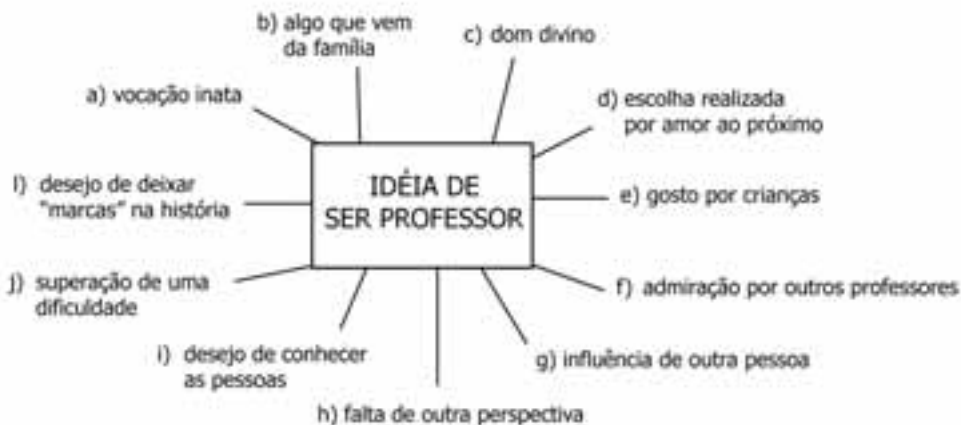 b) algo que vem
da família
c) dom divino
a) vocação inata
d) escolha realizada
por amor ao próximo
IDÉIA DE
SER PROFESSOR
l) desejo de deixar
"marcas" na história
e) gosto por crianças
j) superação de uma
dificuldade
f) admiração por outros professores
i) desejo de conhecer
as pessoas
g) influência de outra pessoa
h) falta de outra perspectiva